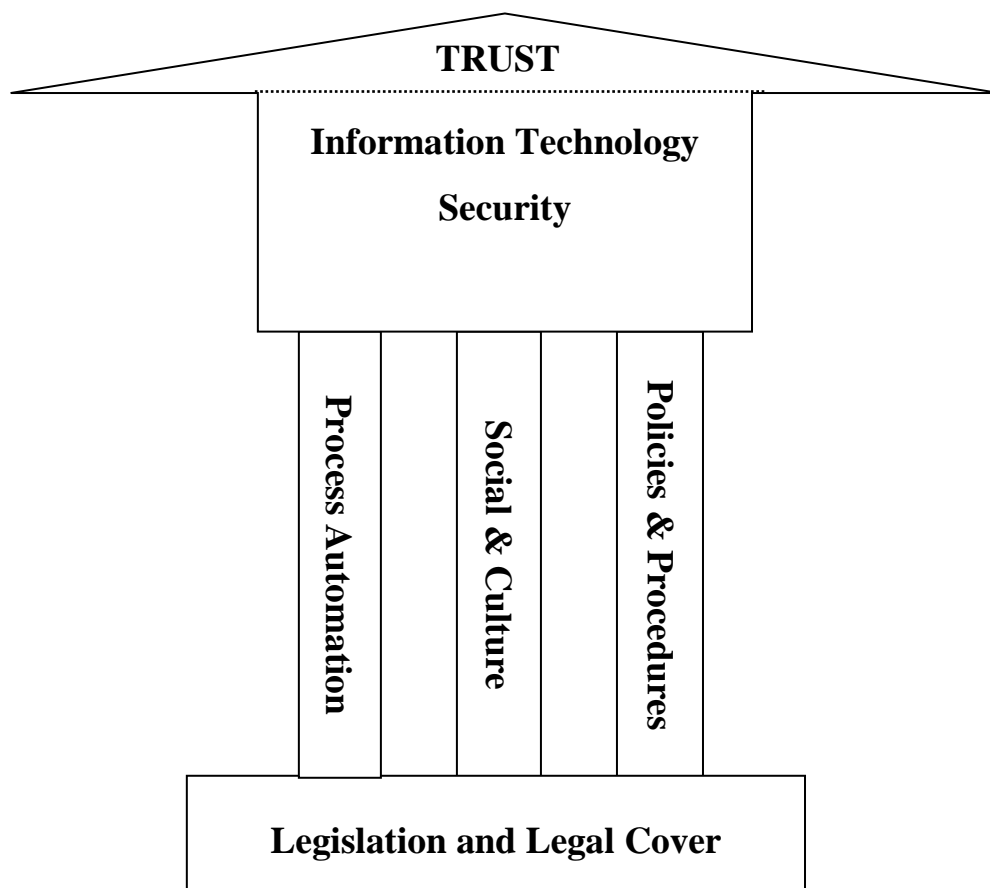 TRUST
Information Technology
Security
Process Automation
Social & Culture
Policies & Procedures
Legislation and Legal Cover